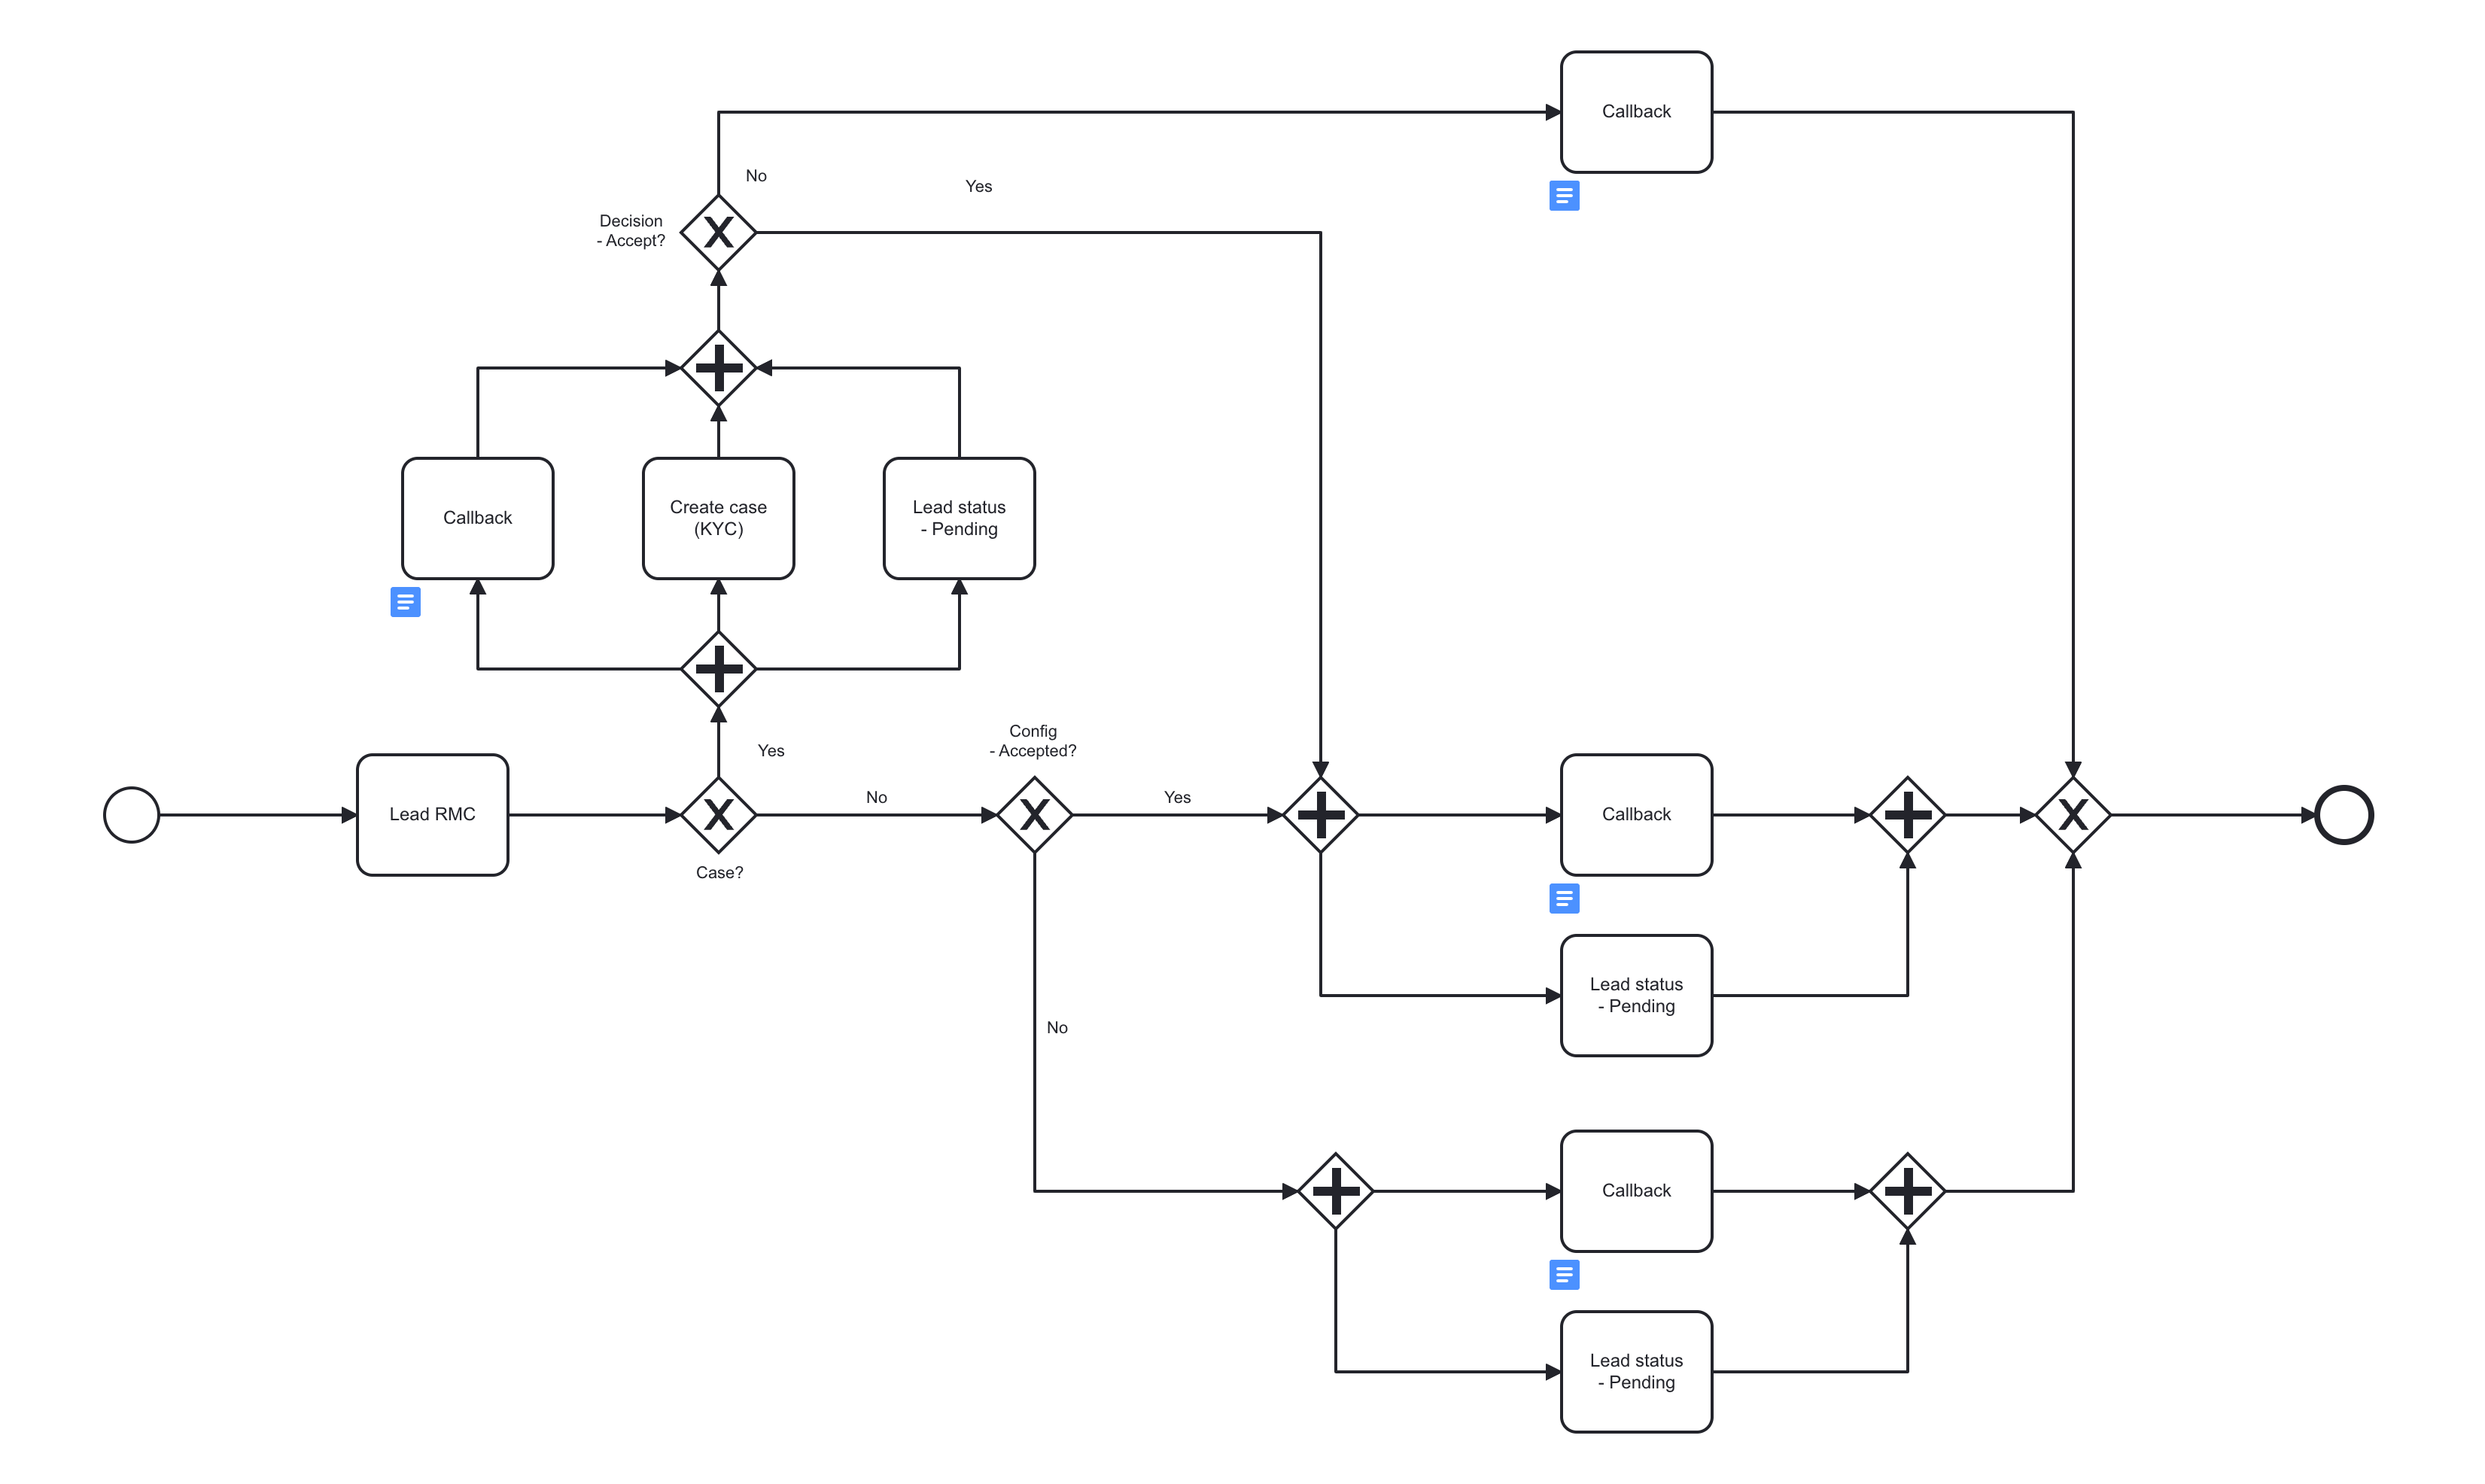 Callback
No
Yes
Decision
- Accept?
Callback
Create case
(KYC)
Lead status
- Pending
Yes
Config
- Accepted?
Lead RMC
No
Yes
Callback
Case?
Lead status
- Pending
No
Callback
Lead status
- Pending